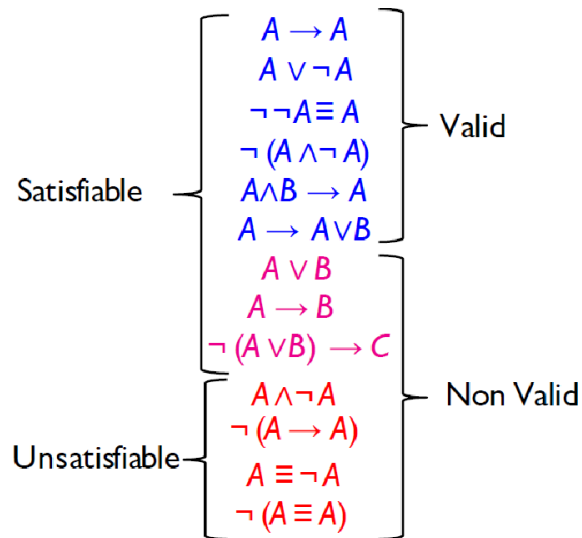 A → A
A ∨ ¬ A
¬ ¬ A ≡ A
¬ (A ∧ ¬ A)
A∧B → A
A → A∨B
A ∨ B
A → B
¬ (A ∨ B) → C
A ∧ ¬ A
¬ (A → A)
A ≡ ¬ A
¬ (A ≡ A)
Satisfiable
Unsatisfiable
Valid
Non Valid